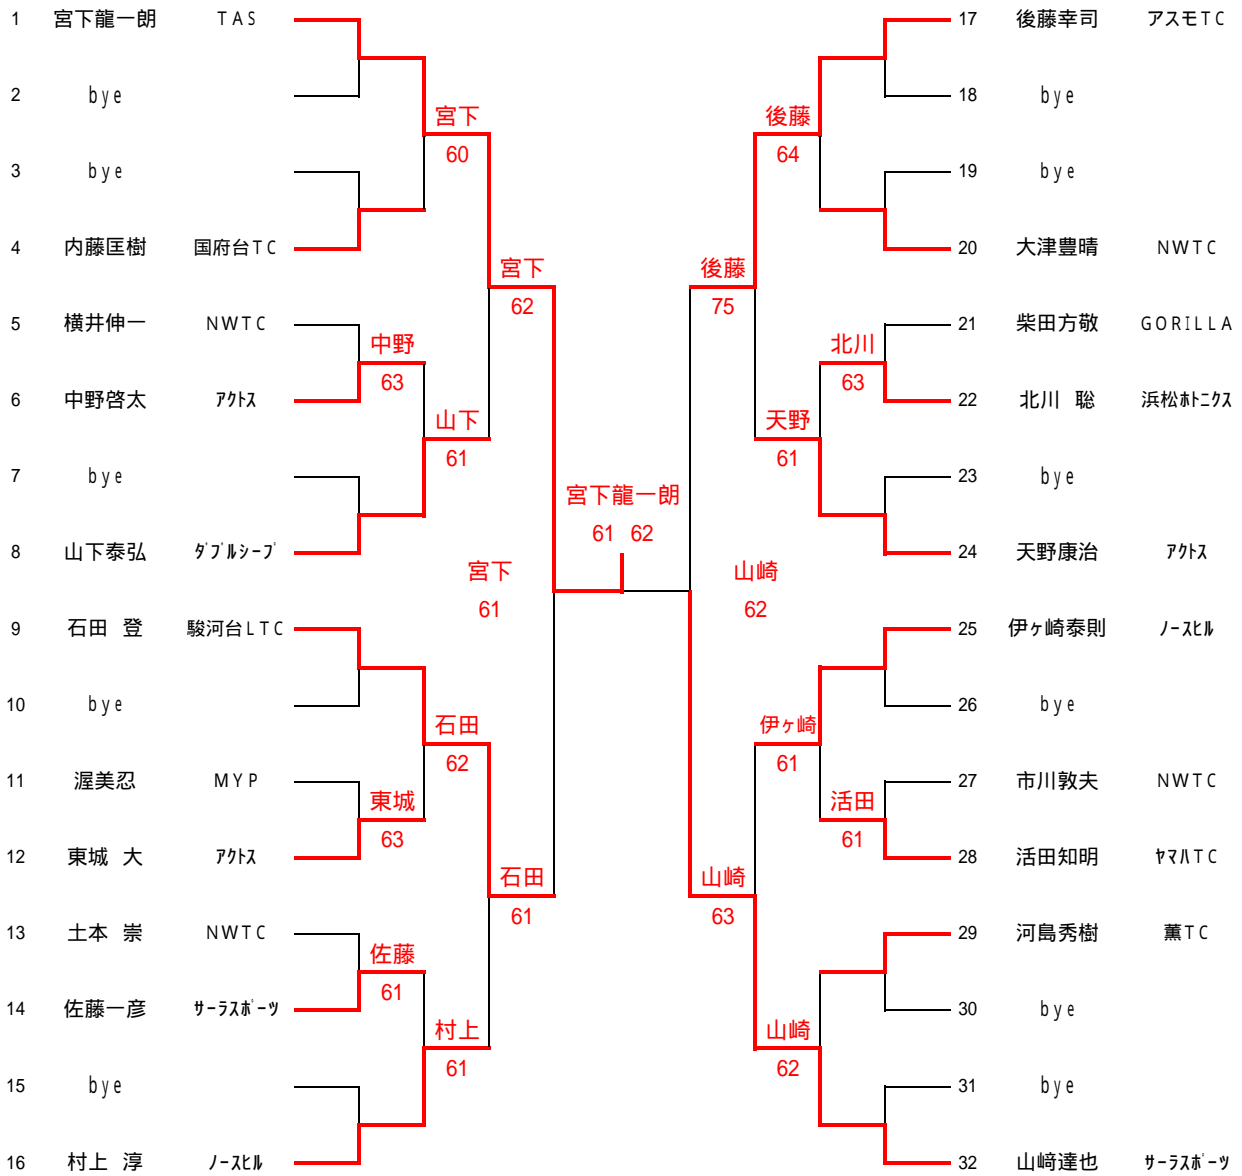 1 宮下龍一朗 TAS
2 bye
宮下
60
3 bye
4 内藤匡樹 国府台TC
宮下
62
5 横井伸一 NWTC
中野
63
6 中野啓太 ｱｸﾄｽ
山下
61
7 bye
8 山下泰弘 ﾀﾞﾌﾞﾙｼｰﾌﾟ
宮下
61
9 石田 登 駿河台LTC
10 bye
石田
62
11 渥美忍 MYP
東城
63
12 東城 大 ｱｸﾄｽ
石田
61
13 土本 崇 NWTC
佐藤
61
14 佐藤一彦 ｻｰﾗｽﾎﾟｰﾂ
村上
61
15 bye
16 村上 淳 ﾉｰｽﾋﾙ
宮下龍一朗
61 62
17 後藤幸司 アスモTC
18 bye
後藤
64
19 bye
20 大津豊晴 NWTC
後藤
75
21 柴田方敬 GORILLA
北川
63
22 北川 聡 浜松ﾎﾄﾆｸｽ
天野
61
23 bye
24 天野康治 ｱｸﾄｽ
山崎
62
25 伊ヶ崎泰則 ﾉｰｽﾋﾙ
26 bye
伊ヶ崎
61
27 市川敦夫 NWTC
活田
61
28 活田知明 ﾔﾏﾊTC
山崎
63
29 河島秀樹 薫TC
30 bye
山崎
62
31 bye
32 山﨑達也 ｻｰﾗｽﾎﾟｰﾂ